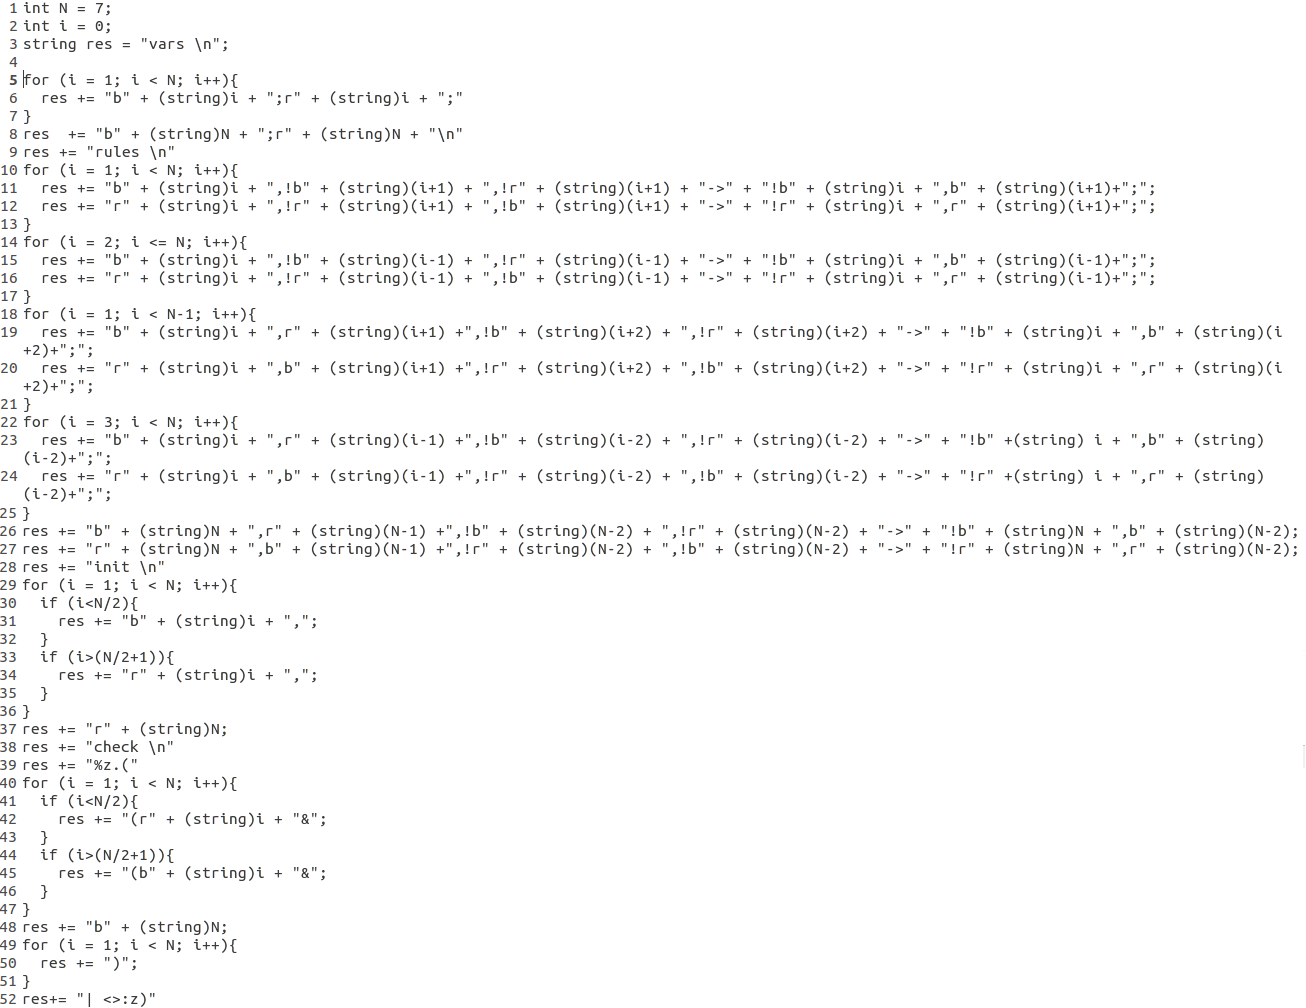 1 int N = 7;
2 int i = 0;
3 string res = "vars \n";
4
5 for (i = 1; i < N; i++){
6   res += "b" + (string)i + ";r" + (string)i + ";"
7 }
8 res  += "b" + (string)N + ";r" + (string)N + "\n"
9 res += "rules \n"
10 for (i = 1; i < N; i++){
11   res += "b" + (string)i + ",!b" + (string)(i+1) + ",!r" + (string)(i+1) + "->" + "!b" + (string)i + ",b" + (string)(i+1)+";";
12   res += "r" + (string)i + ",!r" + (string)(i+1) + ",!b" + (string)(i+1) + "->" + "!r" + (string)i + ",r" + (string)(i+1)+";";
13 }
14 for (i = 2; i <= N; i++){
15   res += "b" + (string)i + ",!b" + (string)(i-1) + ",!r" + (string)(i-1) + "->" + "!b" + (string)i + ",b" + (string)(i-1)+";";
16   res += "r" + (string)i + ",!r" + (string)(i-1) + ",!b" + (string)(i-1) + "->" + "!r" + (string)i + ",r" + (string)(i-1)+";";
17 }
18 for (i = 1; i < N-1; i++){
19   res += "b" + (string)i + ",r" + (string)(i+1) +",!b" + (string)(i+2) + ",!r" + (string)(i+2) + "->" + "!b" + (string)i + ",b" + (string)(i
+2)+";";
20   res += "r" + (string)i + ",b" + (string)(i+1) +",!r" + (string)(i+2) + ",!b" + (string)(i+2) + "->" + "!r" + (string)i + ",r" + (string)(i
+2)+";";
21 }
22 for (i = 3; i < N; i++){
23   res += "b" + (string)i + ",r" + (string)(i-1) +",!b" + (string)(i-2) + ",!r" + (string)(i-2) + "->" + "!b" +(string) i + ",b" + (string)
(i-2)+";";
24   res += "r" + (string)i + ",b" + (string)(i-1) +",!r" + (string)(i-2) + ",!b" + (string)(i-2) + "->" + "!r" +(string) i + ",r" + (string)
(i-2)+";";
25 }
26 res += "b" + (string)N + ",r" + (string)(N-1) +",!b" + (string)(N-2) + ",!r" + (string)(N-2) + "->" + "!b" + (string)N + ",b" + (string)(N-2);
27 res += "r" + (string)N + ",b" + (string)(N-1) +",!r" + (string)(N-2) + ",!b" + (string)(N-2) + "->" + "!r" + (string)N + ",r" + (string)(N-2);
28 res += "init \n"
29 for (i = 1; i < N; i++){
30   if (i<N/2){
31     res += "b" + (string)i + ",";
32   }
33   if (i>(N/2+1)){
34     res += "r" + (string)i + ",";
35   }
36 }
37 res += "r" + (string)N;
38 res += "check \n"
39 res += "%z.("
40 for (i = 1; i < N; i++){
41   if (i<N/2){
42     res += "(r" + (string)i + "&";
43   }
44   if (i>(N/2+1)){
45     res += "(b" + (string)i + "&";
46   }
47 }
48 res += "b" + (string)N;
49 for (i = 1; i < N; i++){
50   res += ")";
51 }
52 res+= "| <>:z)"